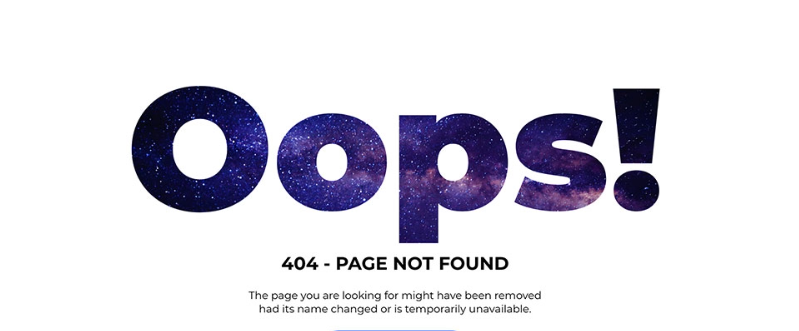 Oops!
404 - PAGE NOT FOUND
The page you are looking for might have been removed
had its name changed or is temporarily unavailable.